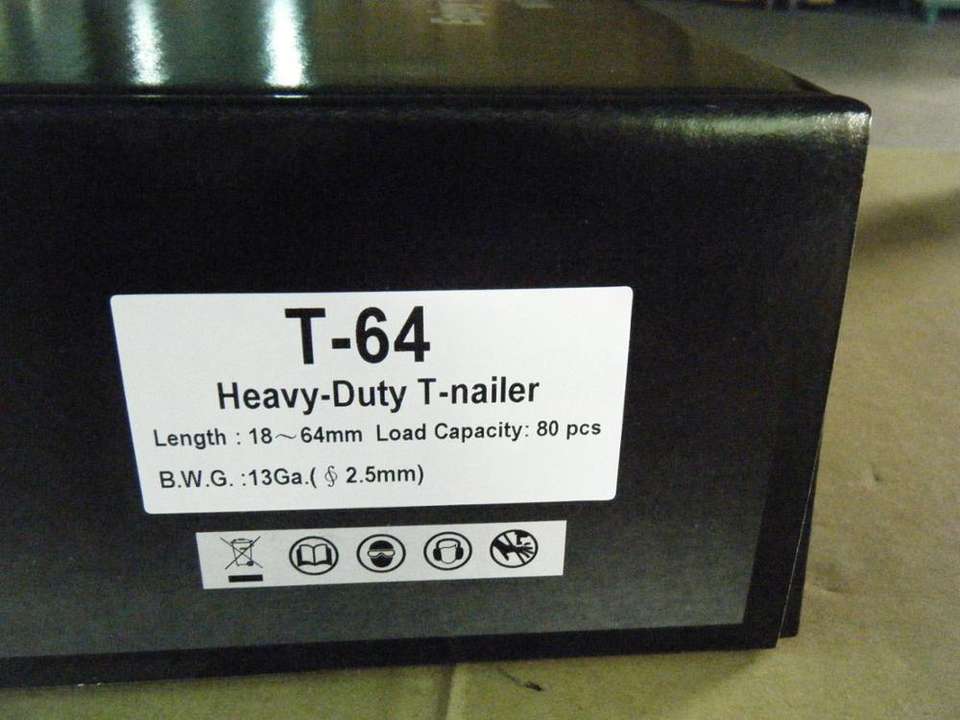 T-64
Heavy-Duty T-nailer
Length : 18～64mm Load Capacity: 80 pcs
B.W.G. :13Ga.( ∮ 2.5mm)